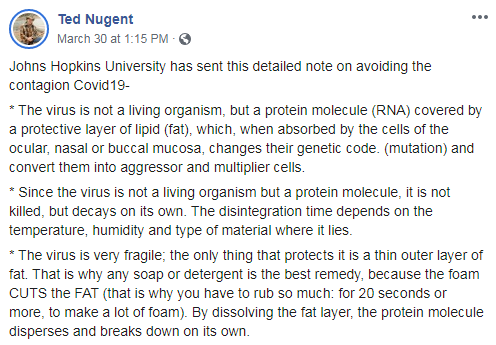 Ted Nugent
March 30 at 1:15 PM ·
Johns Hopkins University has sent this detailed note on avoiding the
contagion Covid19-
* The virus is not a living organism, but a protein molecule (RNA) covered by
a protective layer of lipid (fat), which, when absorbed by the cells of the
ocular, nasal or buccal mucosa, changes their genetic code. (mutation) and
convert them into aggressor and multiplier cells.
* Since the virus is not a living organism but a protein molecule, it is not
killed, but decays on its own. The disintegration time depends on the
temperature, humidity and type of material where it lies.
* The virus is very fragile; the only thing that protects it is a thin outer layer of
fat. That is why any soap or detergent is the best remedy, because the foam
CUTS the FAT (that is why you have to rub so much: for 20 seconds or
more, to make a lot of foam). By dissolving the fat layer, the protein molecule
disperses and breaks down on its own.